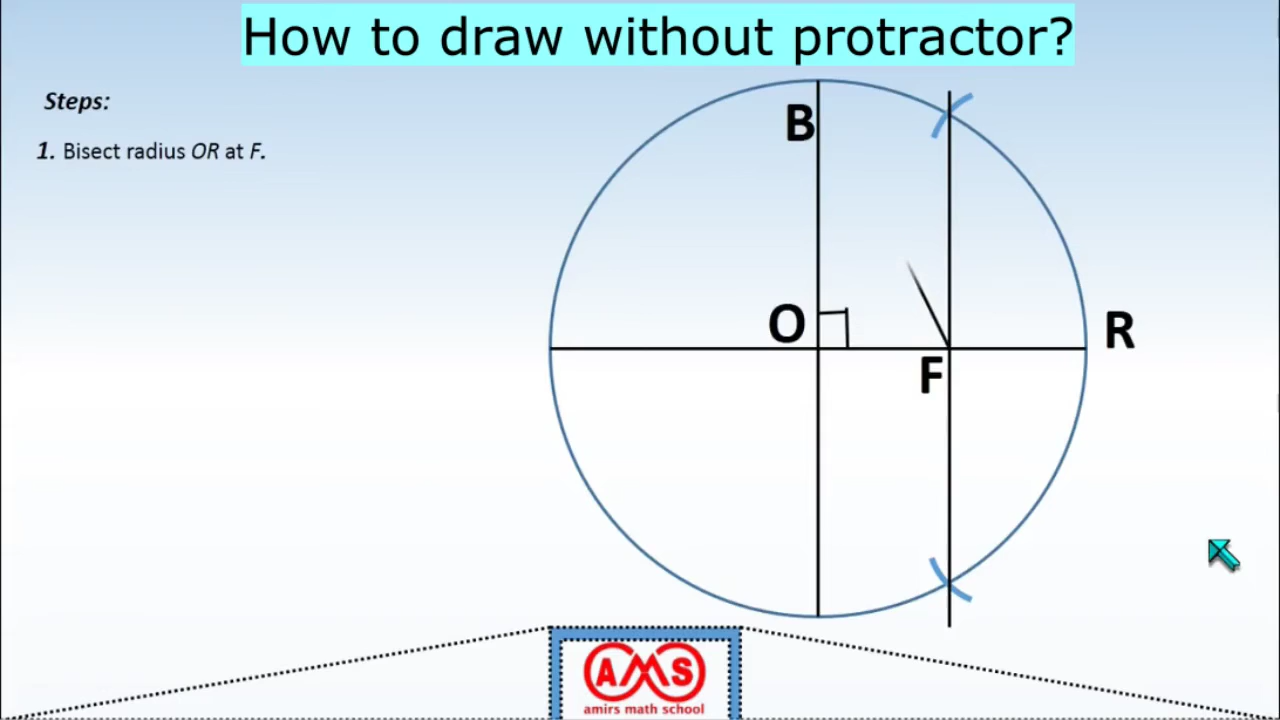 How to draw without protractor?
Steps:
1. Bisect radius OR at F.
B
O
R
F
AMS
amirs math school